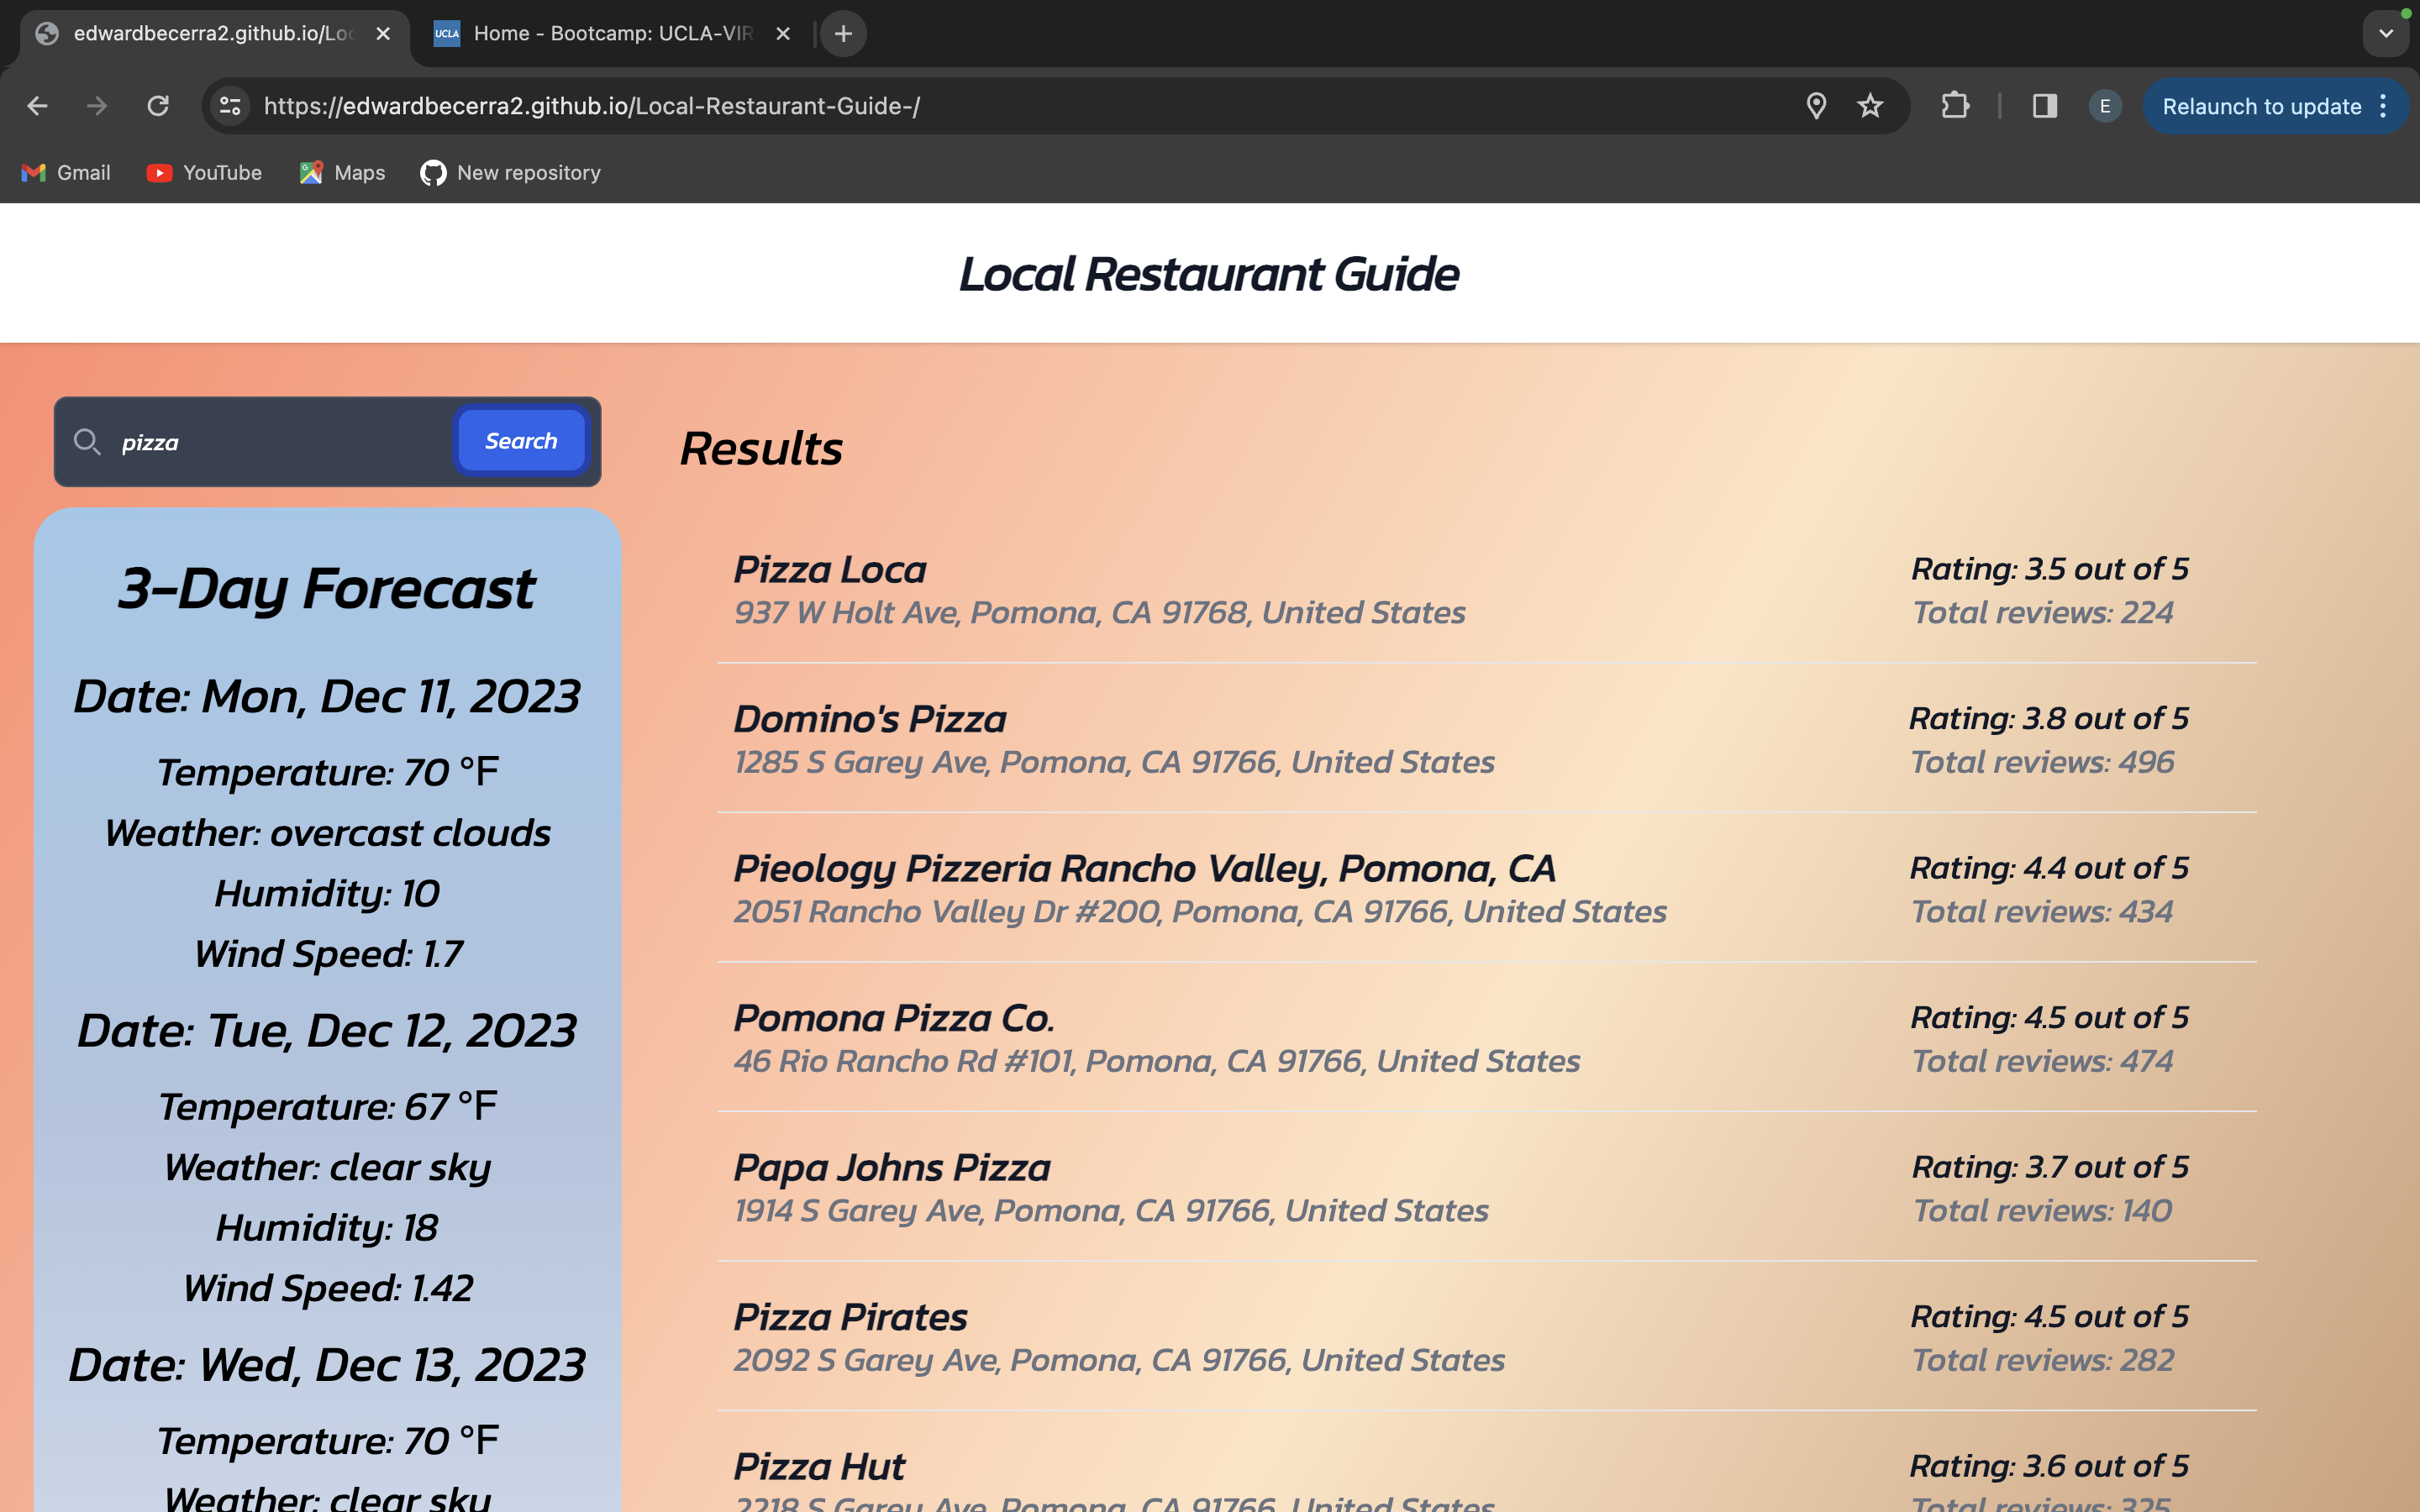 edwardbecerra2.github.io/Loc
UCLA Home - Bootcamp: UCLA-VIR
https://edwardbecerra2.github.io/Local-Restaurant-Guide-/
E
Relaunch to update
Gmail
YouTube
Maps
New repository
Local Restaurant Guide
pizza
Search
3-Day Forecast
Date: Mon, Dec 11, 2023
Temperature: 70 °F
Weather: overcast clouds
Humidity: 10
Wind Speed: 1.7
Date: Tue, Dec 12, 2023
Temperature: 67 °F
Weather: clear sky
Humidity: 18
Wind Speed: 1.42
Date: Wed, Dec 13, 2023
Temperature: 70 °F
Weather: clear sky
Results
Pizza Loca
937 W Holt Ave, Pomona, CA 91768, United States
Rating: 3.5 out of 5
Total reviews: 224
Domino's Pizza
1285 S Garey Ave, Pomona, CA 91766, United States
Rating: 3.8 out of 5
Total reviews: 496
Pieology Pizzeria Rancho Valley, Pomona, CA
2051 Rancho Valley Dr #200, Pomona, CA 91766, United States
Rating: 4.4 out of 5
Total reviews: 434
Pomona Pizza Co.
46 Rio Rancho Rd #101, Pomona, CA 91766, United States
Rating: 4.5 out of 5
Total reviews: 474
Papa Johns Pizza
1914 S Garey Ave, Pomona, CA 91766, United States
Rating: 3.7 out of 5
Total reviews: 140
Pizza Pirates
2092 S Garey Ave, Pomona, CA 91766, United States
Rating: 4.5 out of 5
Total reviews: 282
Pizza Hut
2218 S Garey Ave, Pomona, CA 91766, United States
Rating: 3.6 out of 5
Total reviews: 325